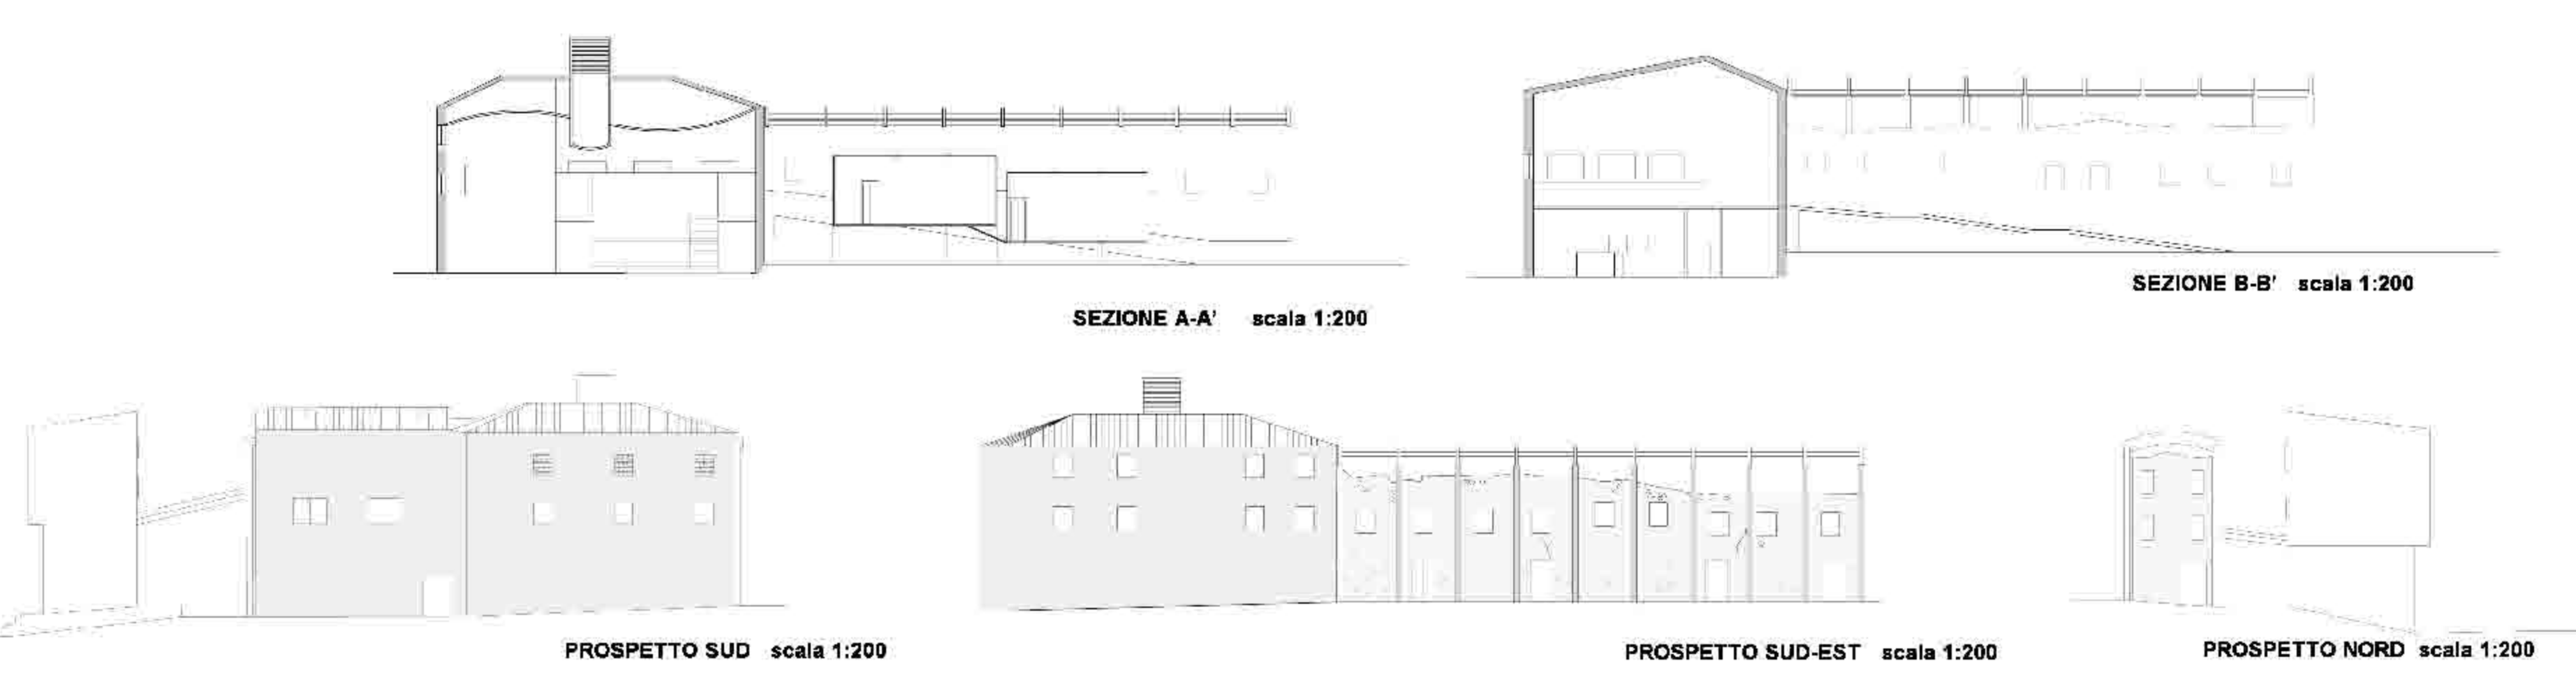 SEZIONE B-B' scala 1:200
SEZIONE A-A' scala 1:200
PROSPETTO SUD scala 1:200
PROSPETTO SUD-EST scala 1:200
PROSPETTO NORD scala 1:200